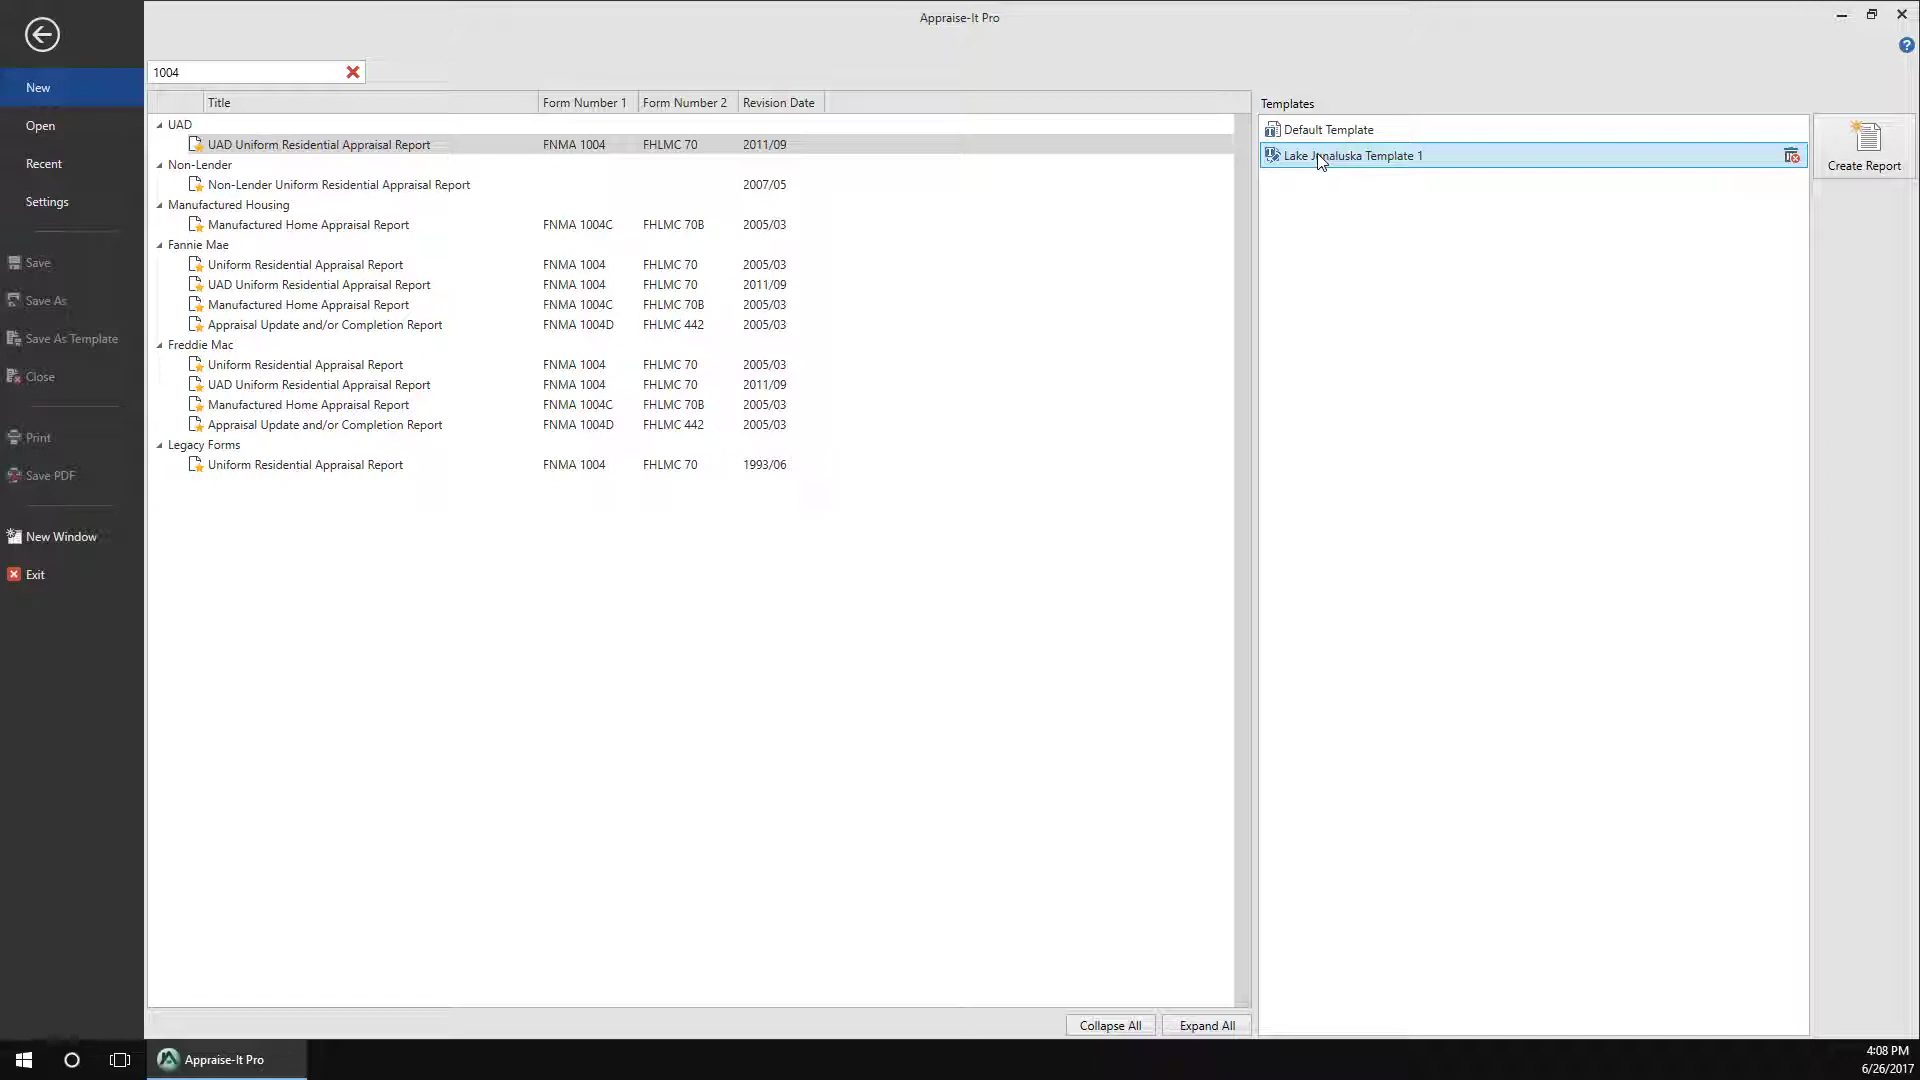 Appraise-It Pro
New
Open
Recent
Settings
Save
Save As
Save As Template
Close
Print
Save PDF
New Window
Exit
1004
Title Form Number 1 Form Number 2 Revision Date
UAD
UAD Uniform Residential Appraisal Report FNMA 1004 FHLMC 70 2011/09
Non-Lender
Non-Lender Uniform Residential Appraisal Report 2007/05
Manufactured Housing
Manufactured Home Appraisal Report FNMA 1004C FHLMC 70B 2005/03
Fannie Mae
Uniform Residential Appraisal Report FNMA 1004 FHLMC 70 2005/03
UAD Uniform Residential Appraisal Report FNMA 1004 FHLMC 70 2011/09
Manufactured Home Appraisal Report FNMA 1004C FHLMC 70B 2005/03
Appraisal Update and/or Completion Report FNMA 1004D FHLMC 442 2005/03
Freddie Mac
Uniform Residential Appraisal Report FNMA 1004 FHLMC 70 2005/03
UAD Uniform Residential Appraisal Report FNMA 1004 FHLMC 70 2011/09
Manufactured Home Appraisal Report FNMA 1004C FHLMC 70B 2005/03
Appraisal Update and/or Completion Report FNMA 1004D FHLMC 442 2005/03
Legacy Forms
Uniform Residential Appraisal Report FNMA 1004 FHLMC 70 1993/06
Collapse All Expand All
Templates
Default Template
Lake Junaluska Template 1
Create Report
Appraise-It Pro
4:08 PM
6/26/2017